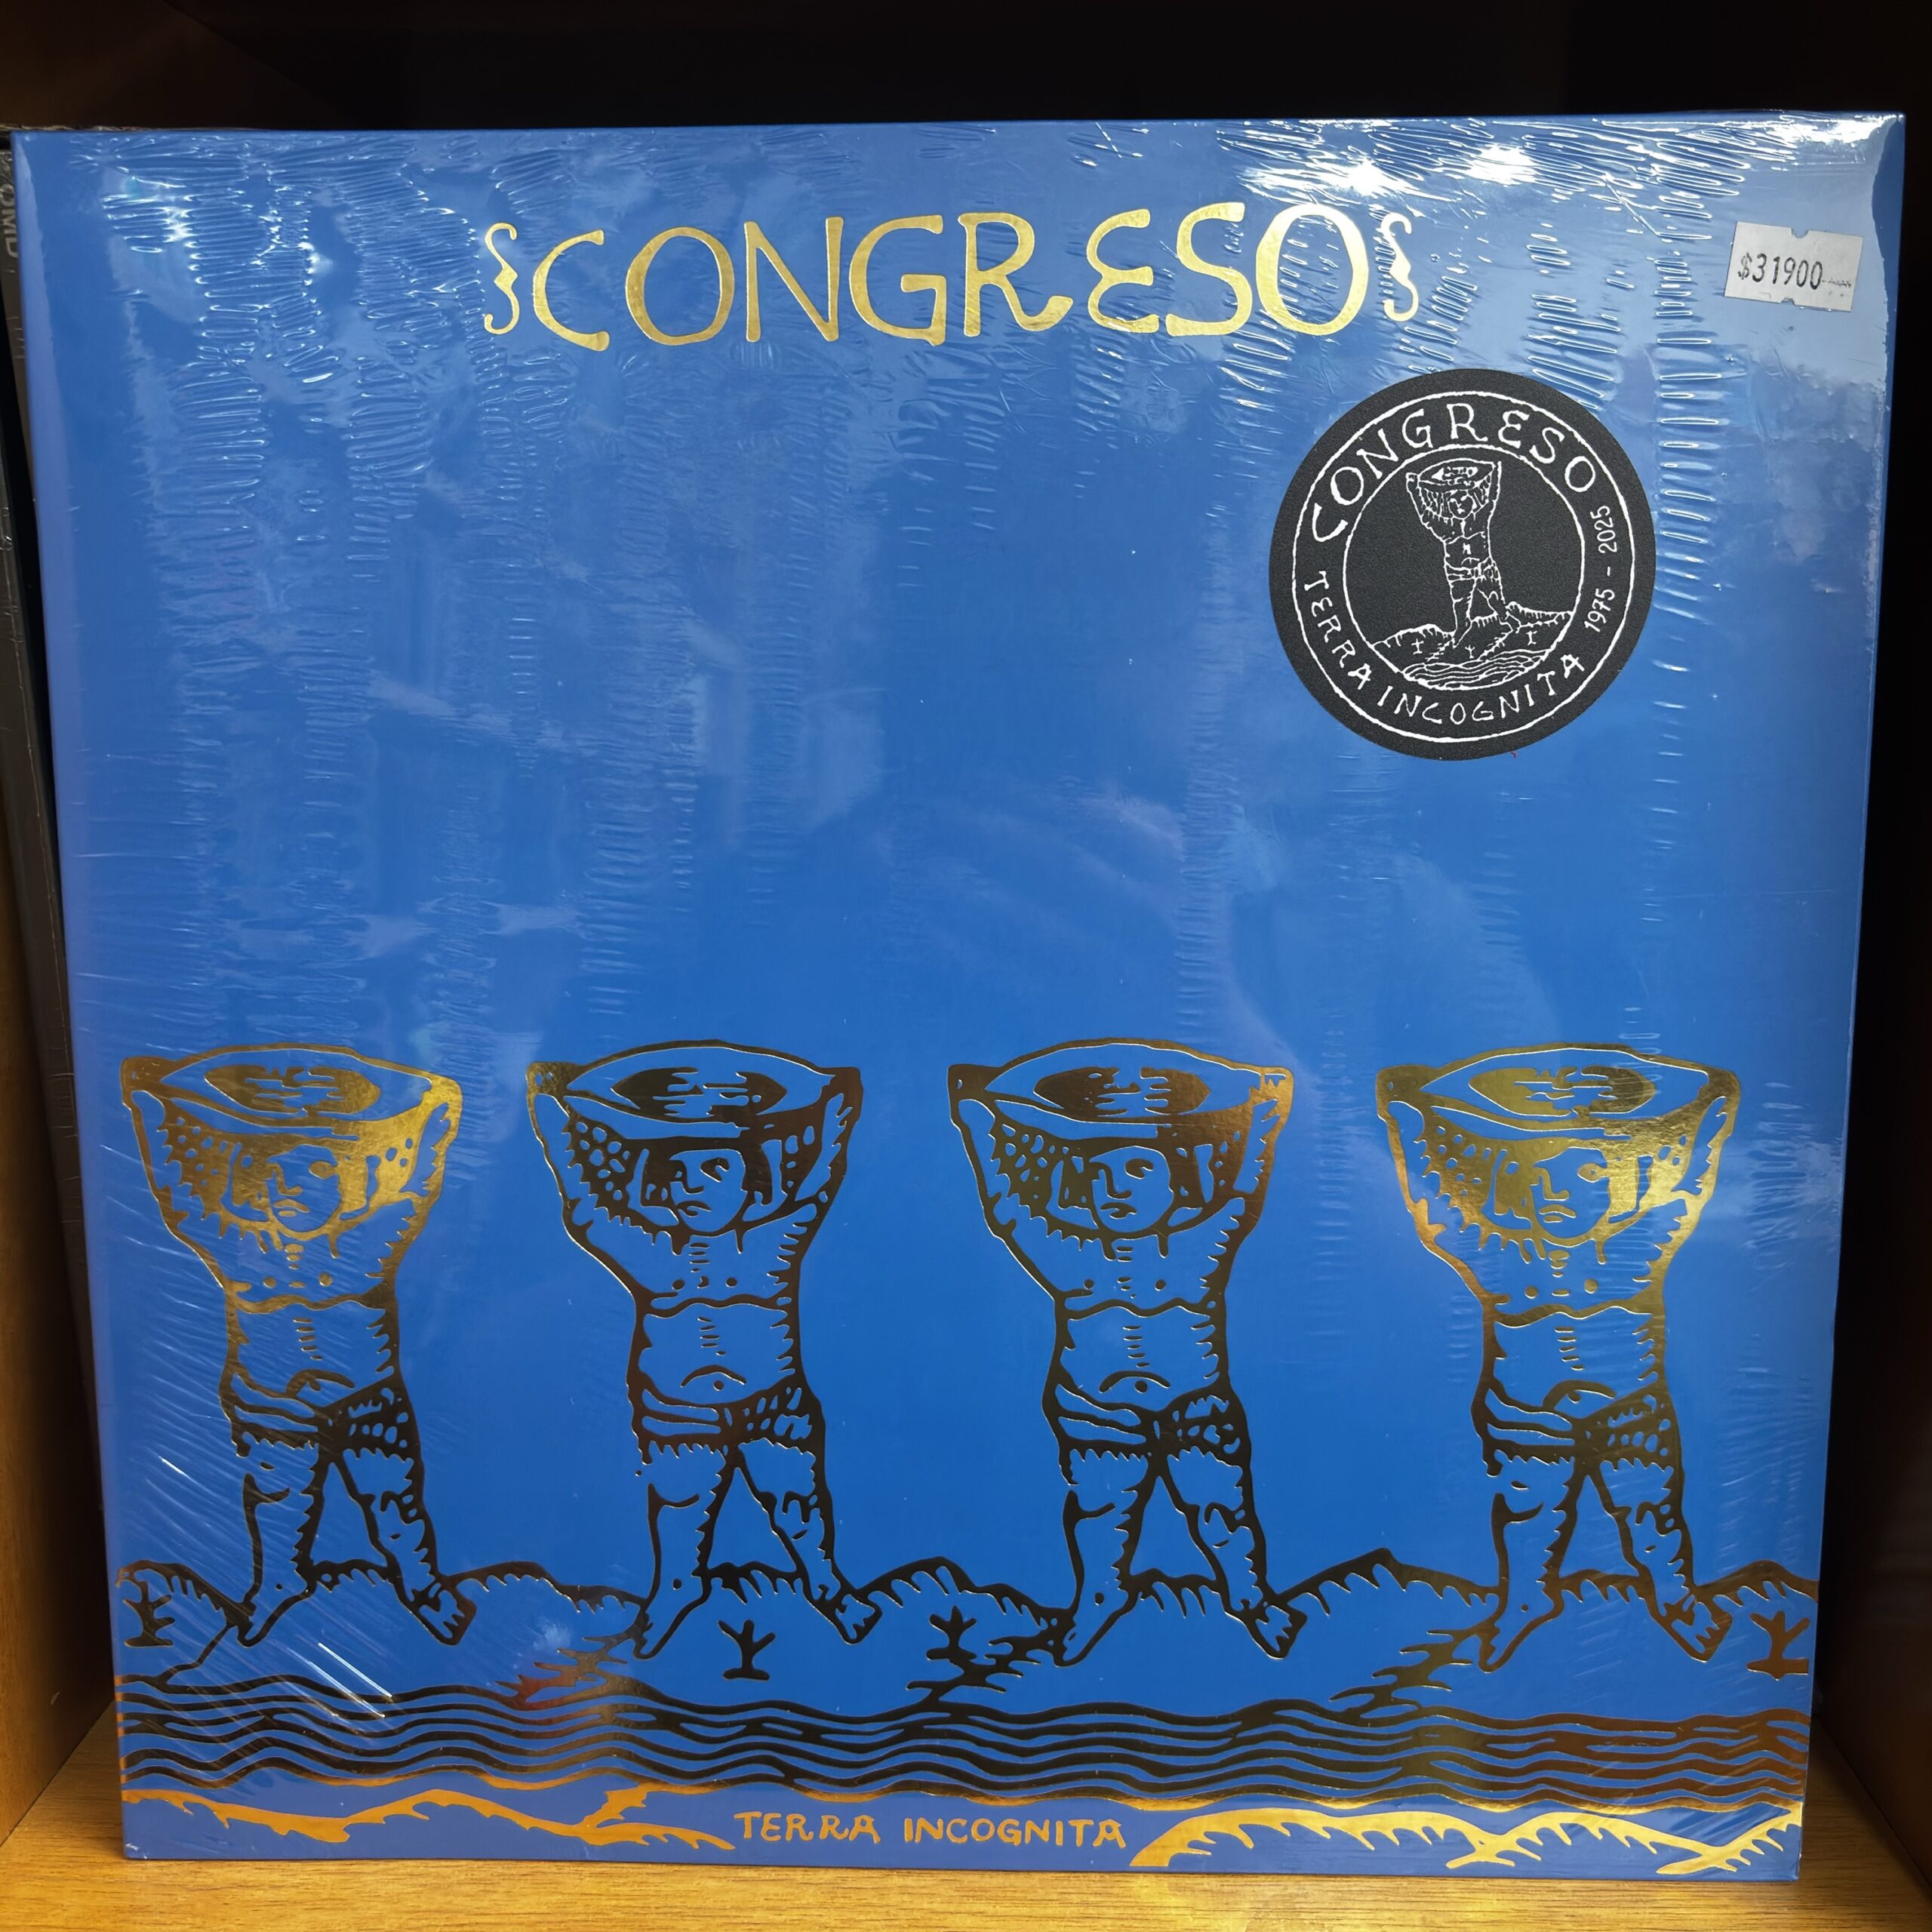 CONGRESO
$31900
CONGRESO
TERRA INCOGNITA
1975 - 2025
TERRA INCOGNITA